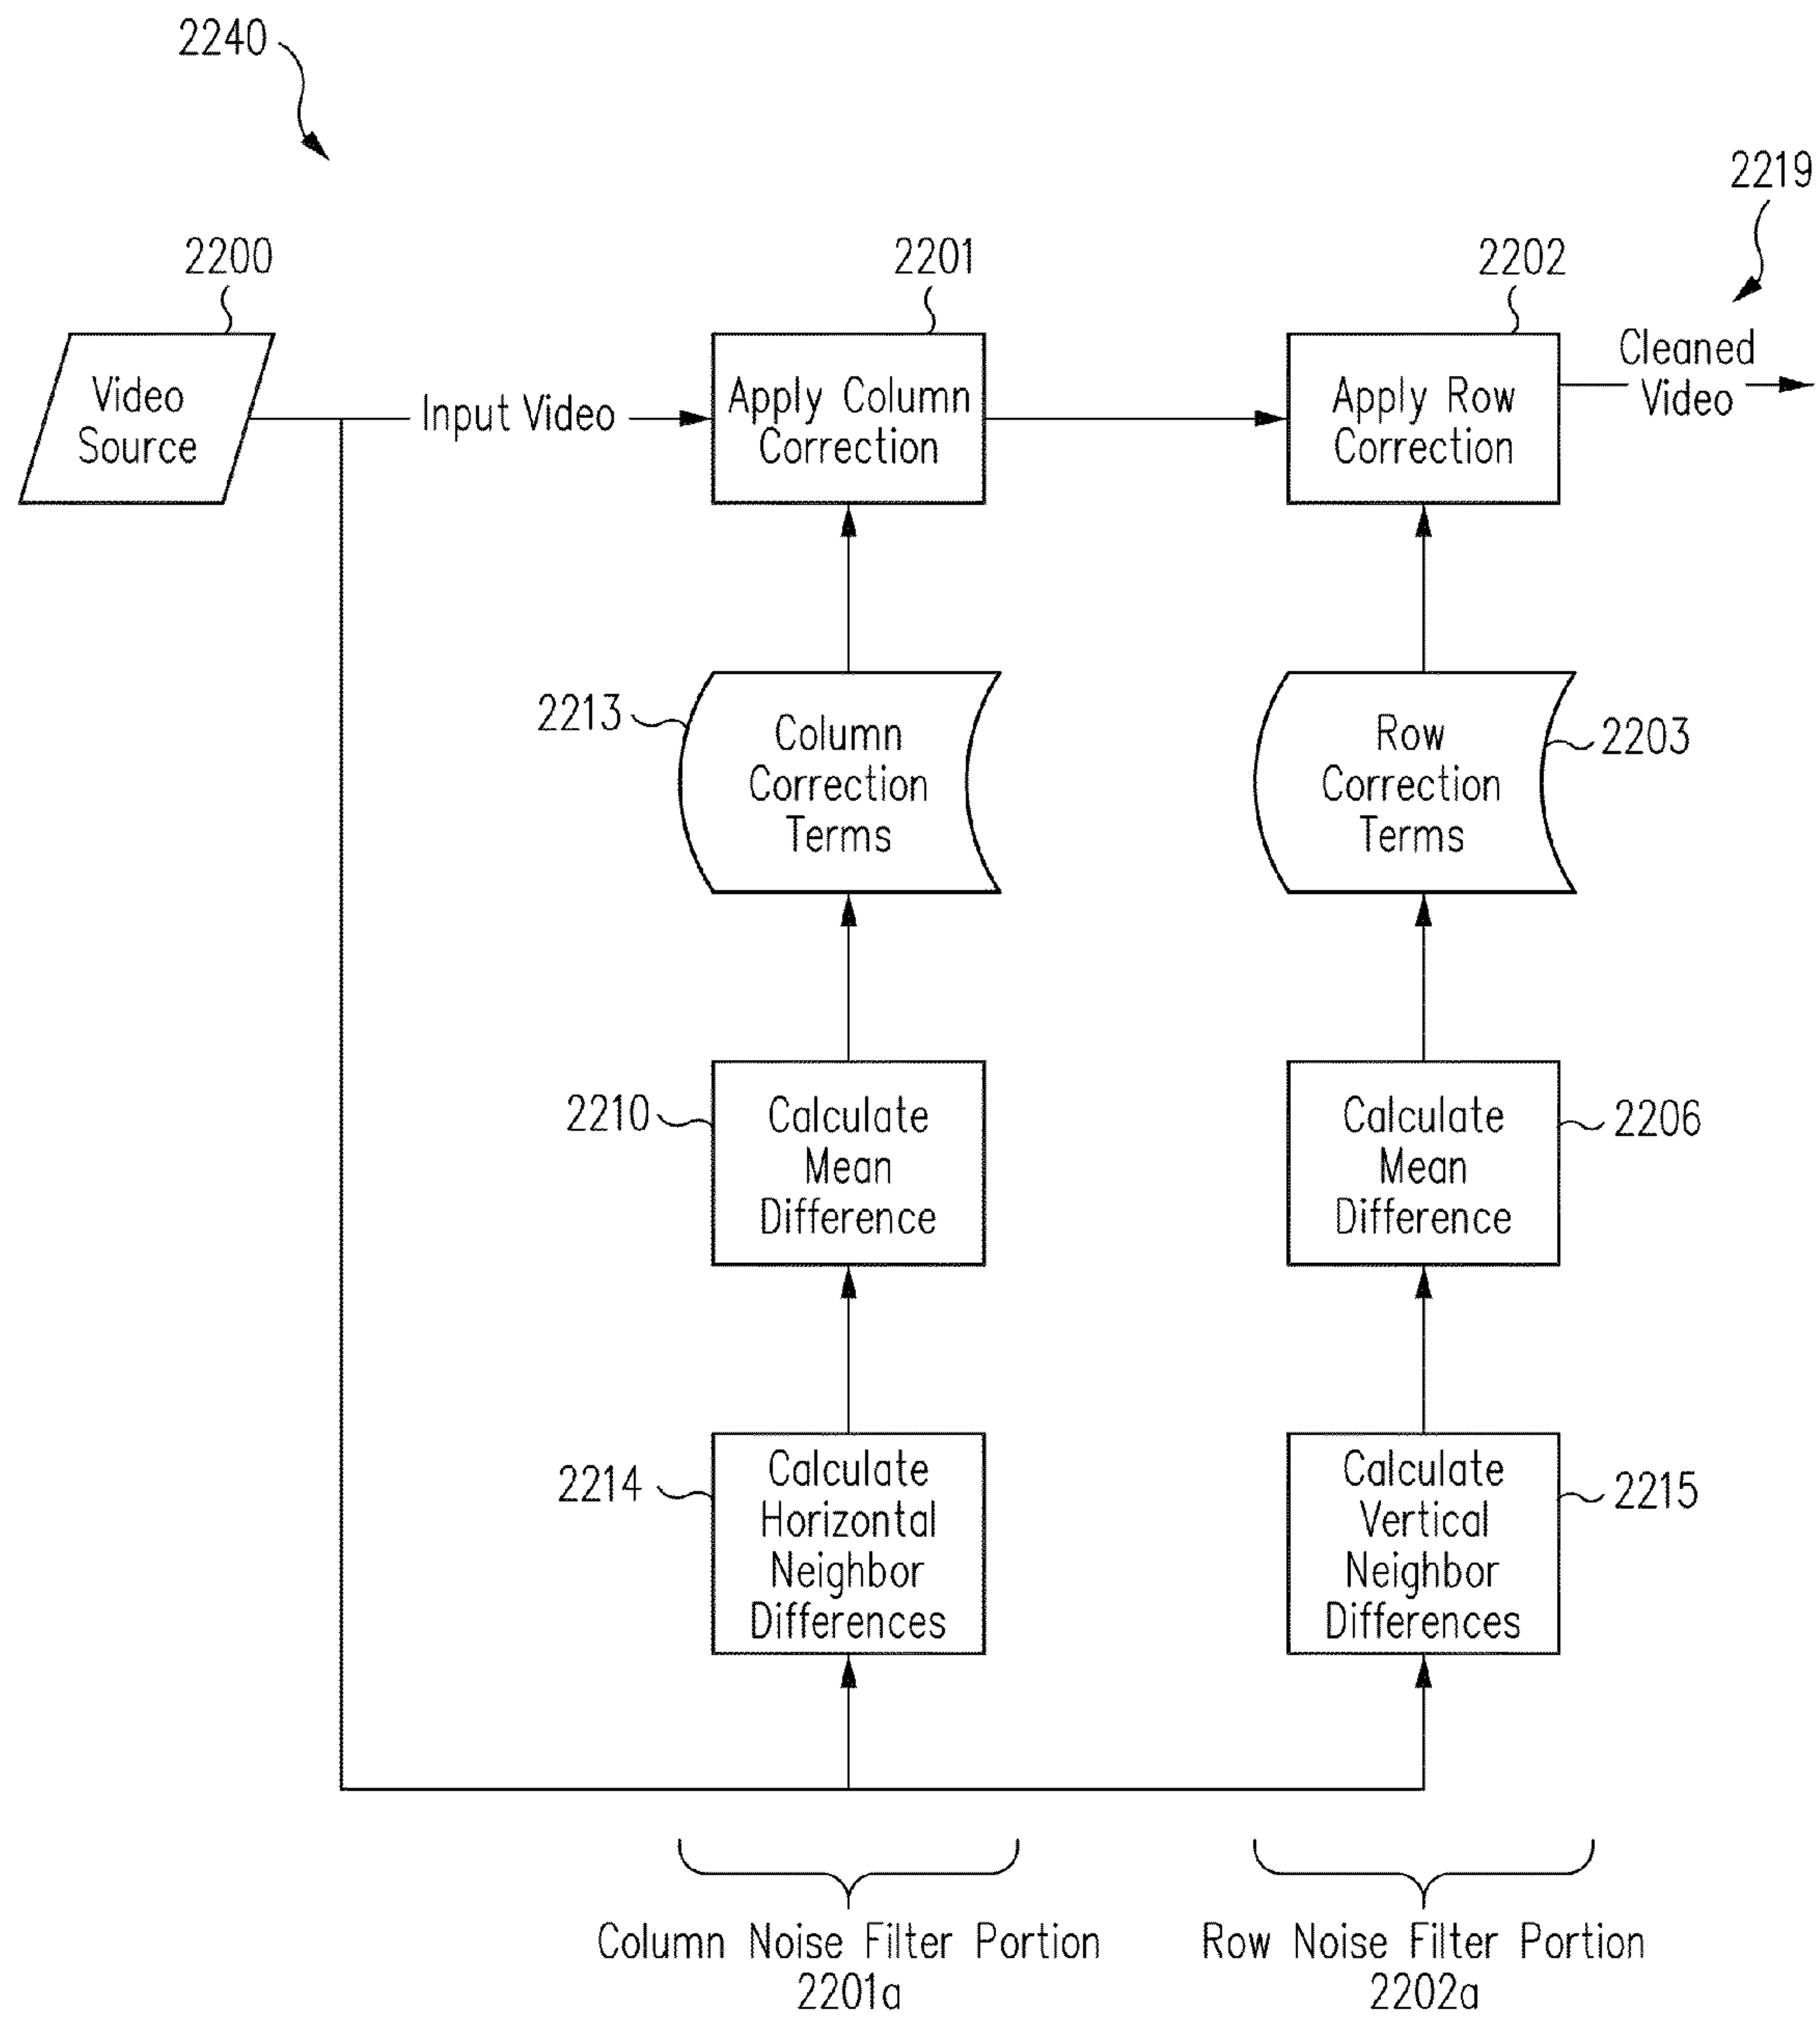 2240
2219
2200
2201
2202
Video
Source
Input Video
Apply Column
Correction
Apply Row
Correction
Cleaned
Video
2213
Column
Correction
Terms
Row
Correction
Terms
2203
2210
Calculate
Mean
Difference
Calculate
Mean
Difference
2206
2214
Calculate
Horizontal
Neighbor
Differences
Calculate
Vertical
Neighbor
Differences
2215
Column Noise Filter Portion
2201a
Row Noise Filter Portion
2202a